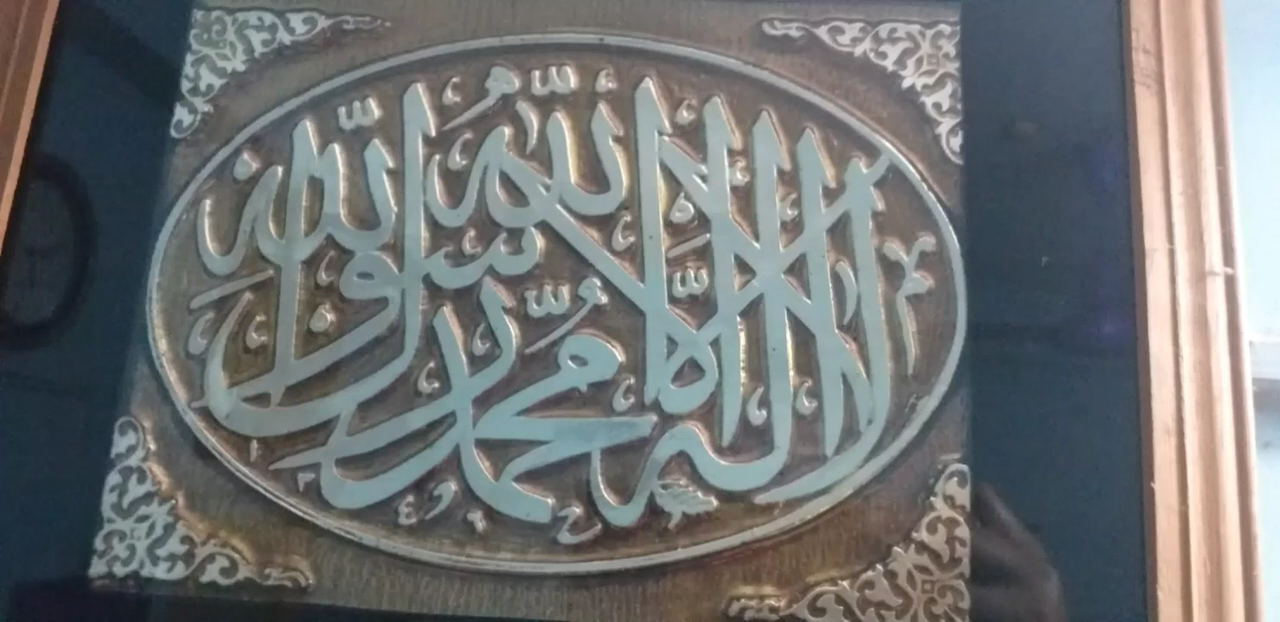 لا إله إلا الله محمد رسول الله